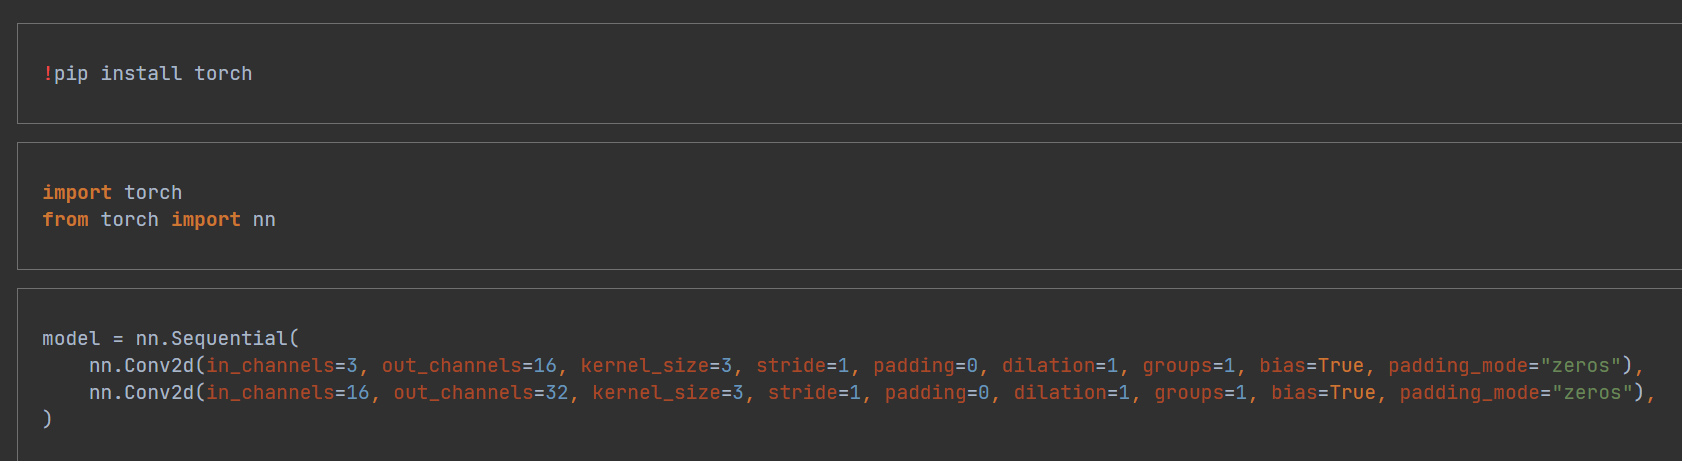 !pip install torch
import torch
from torch import nn
model = nn.Sequential(
    nn.Conv2d(in_channels=3, out_channels=16, kernel_size=3, stride=1, padding=0, dilation=1, groups=1, bias=True, padding_mode="zeros"),
    nn.Conv2d(in_channels=16, out_channels=32, kernel_size=3, stride=1, padding=0, dilation=1, groups=1, bias=True, padding_mode="zeros"),
)